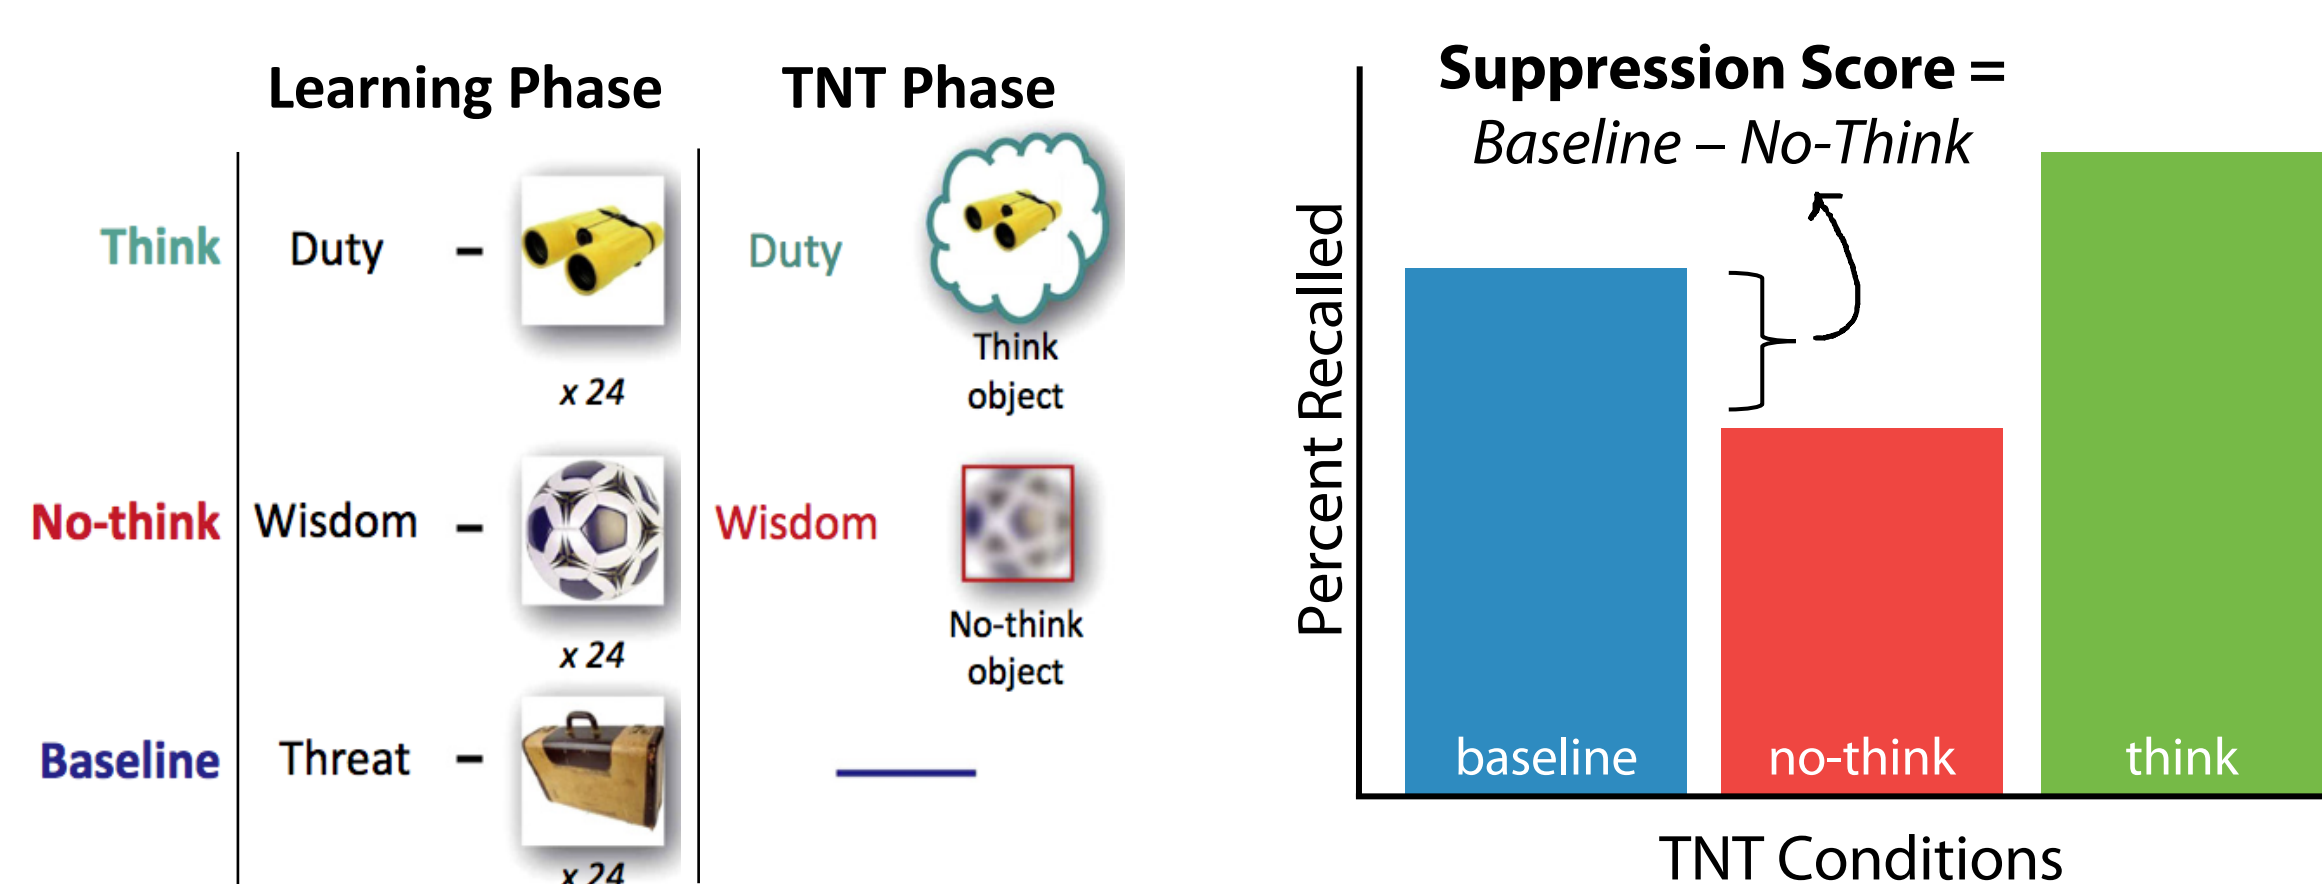 Learning Phase
TNT Phase
Think
Duty –
x 24
Duty
Think
object
No-think
Wisdom –
x 24
Wisdom
No-think
object
Baseline
Threat –
x 24
Suppression Score =
Baseline – No-Think
Percent Recalled
baseline
no-think
think
TNT Conditions